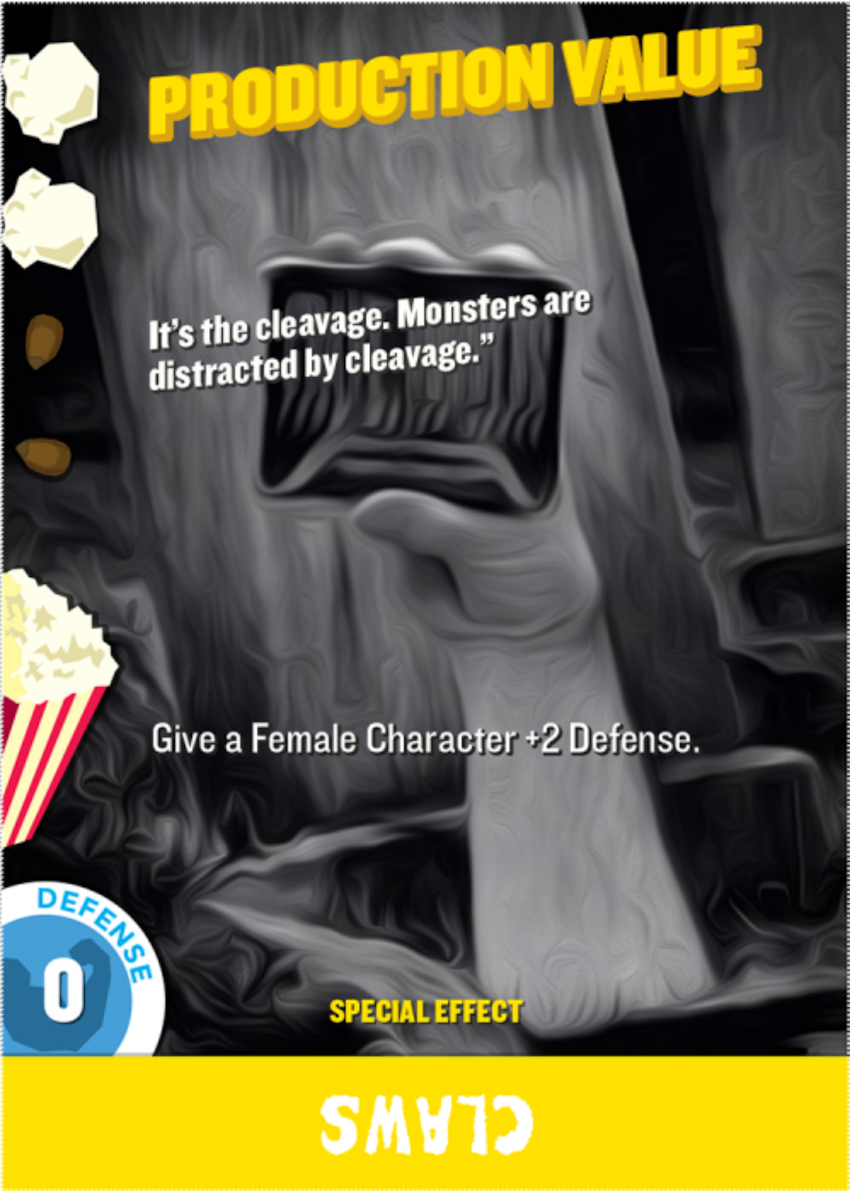 PRODUCTION VALUE
It's the cleavage. Monsters are
distracted by cleavage.”
Give a Female Character +2 Defense.
DEFENSE
0
SPECIAL EFFECT
CLAWS